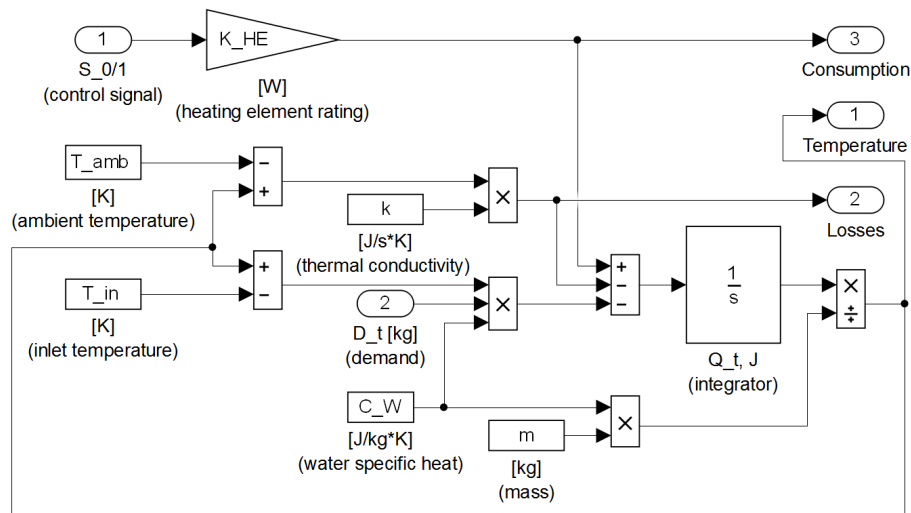 1
K_HE
3
S_0/1
(control signal)
[W]
(heating element rating)
Consumption
1
Temperature
T_amb
−
+
[K]
(ambient temperature)
k
×
[J/s*K]
(thermal conductivity)
2
Losses
+
−
T_in
[K]
(inlet temperature)
2
D_t [kg]
(demand)
×
+
−
−
1
s
Q_t, J
(integrator)
×
÷
C_W
[J/kg*K]
(water specific heat)
m
[kg]
(mass)
×